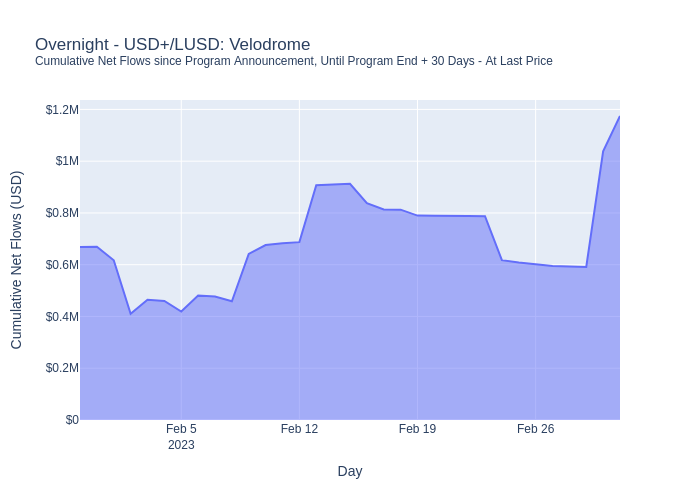 Overnight - USD+/LUSD: Velodrome
Cumulative Net Flows since Program Announcement, Until Program End + 30 Days - At Last Price
Cumulative Net Flows (USD)
$1.2M
$1M
$0.8M
$0.6M
$0.4M
$0.2M
$0
Feb 5
2023
Feb 12
Feb 19
Feb 26
Day